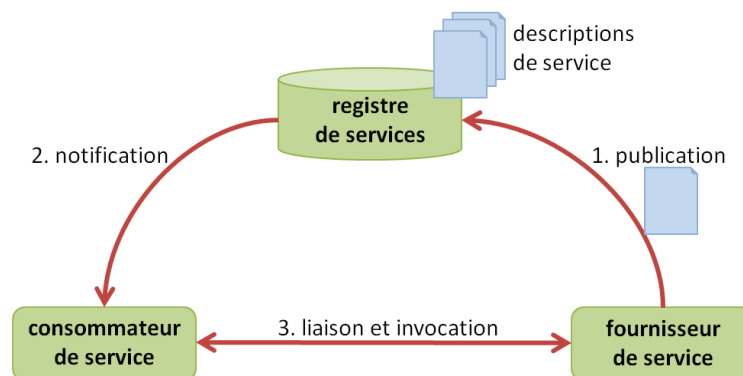 descriptions
de service
registre
de services
2. notification
1. publication
consommateur
de service
3. liaison et invocation
fournisseur
de service